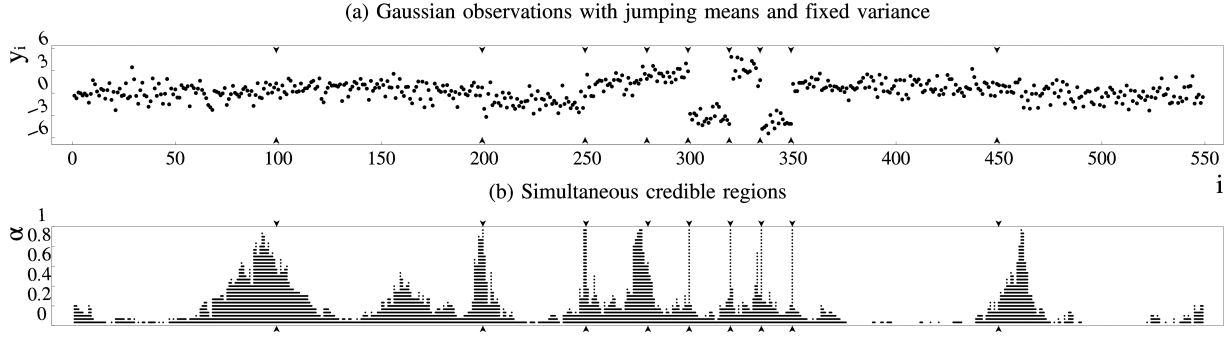 (a) Gaussian observations with jumping means and fixed variance
yᵢ
6
3
0
−3
−6
0 50 100 150 200 250 300 350 400 450 500 550
i
(b) Simultaneous credible regions
α
1
0.8
0.6
0.4
0.2
0